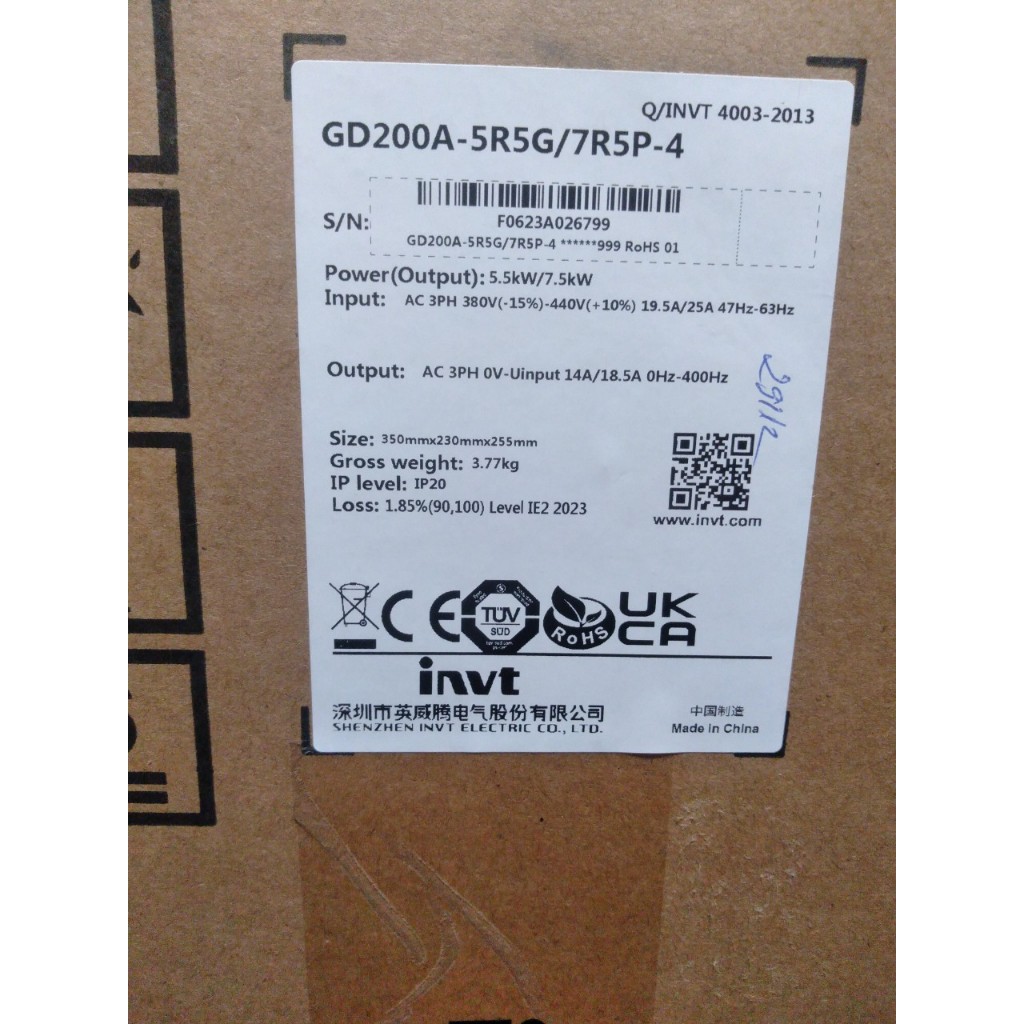 Q/INVT 4003-2013
GD200A-5R5G/7R5P-4
S/N:
F0623A026799
GD200A-5R5G/7R5P-4 ******999 RoHS 01
Power(Output): 5.5kW/7.5kW
Input: AC 3PH 380V(-15%)-440V(+10%) 19.5A/25A 47Hz-63Hz
Output: AC 3PH 0V-Uinput 14A/18.5A 0Hz-400Hz
Size: 350mmx230mmx255mm
Gross weight: 3.77kg
IP level: IP20
Loss: 1.85%(90,100) Level IE2 2023
www.invt.com
CE
TÜV
SÜD
RoHS
UK
CA
invt
深圳市英威腾电气股份有限公司
SHENZHEN INVT ELECTRIC CO., LTD.
中国制造
Made in China